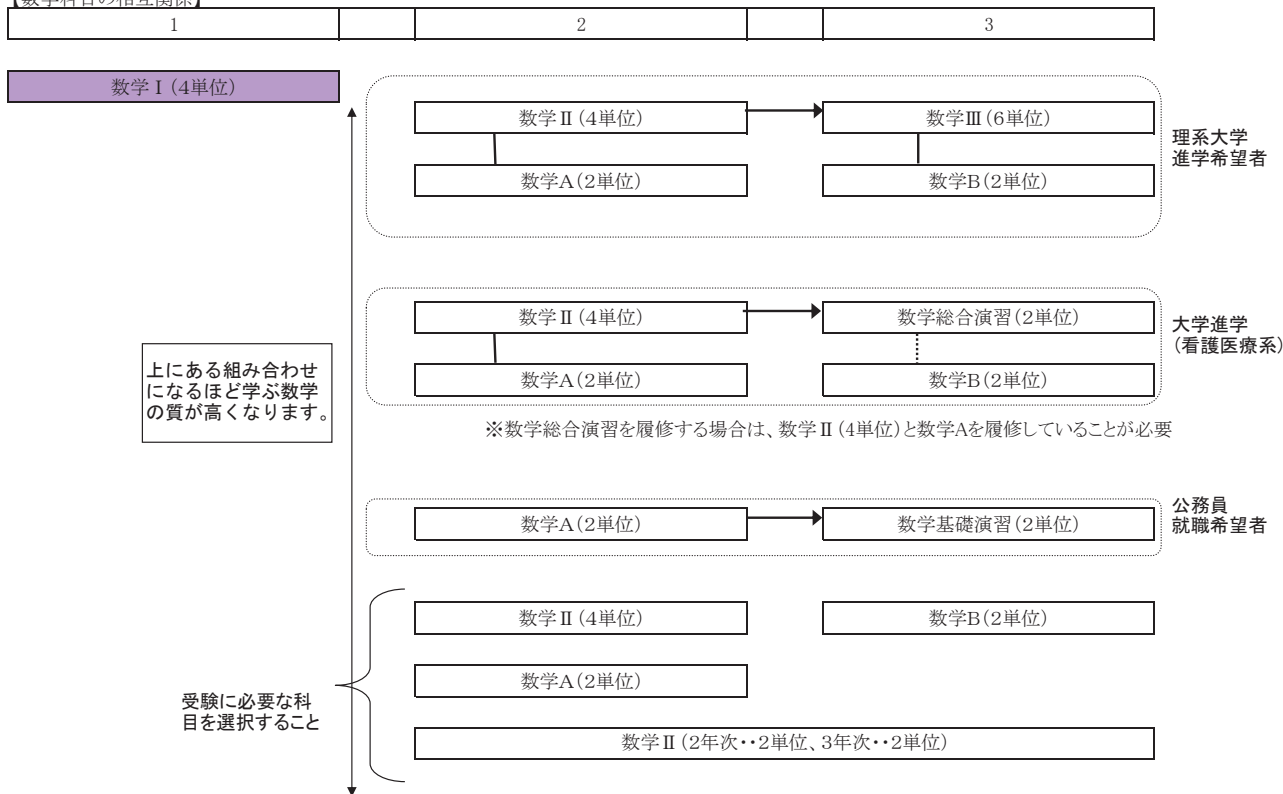 【数学科目の相互関係】
1 2 3
数学Ⅰ(4単位)
数学Ⅱ(4単位) 数学Ⅲ(6単位)
数学A(2単位) 数学B(2単位)
理系大学
進学希望者
数学Ⅱ(4単位) 数学総合演習(2単位)
数学A(2単位) 数学B(2単位)
大学進学
(看護医療系)
上にある組み合わせ
になるほど学ぶ数学
の質が高くなります。
※数学総合演習を履修する場合は、数学Ⅱ(4単位)と数学Aを履修していることが必要
数学A(2単位) 数学基礎演習(2単位)
公務員
就職希望者
数学Ⅱ(4単位) 数学B(2単位)
数学A(2単位)
受験に必要な科
目を選択すること
数学Ⅱ(2年次・・2単位、3年次・・2単位)